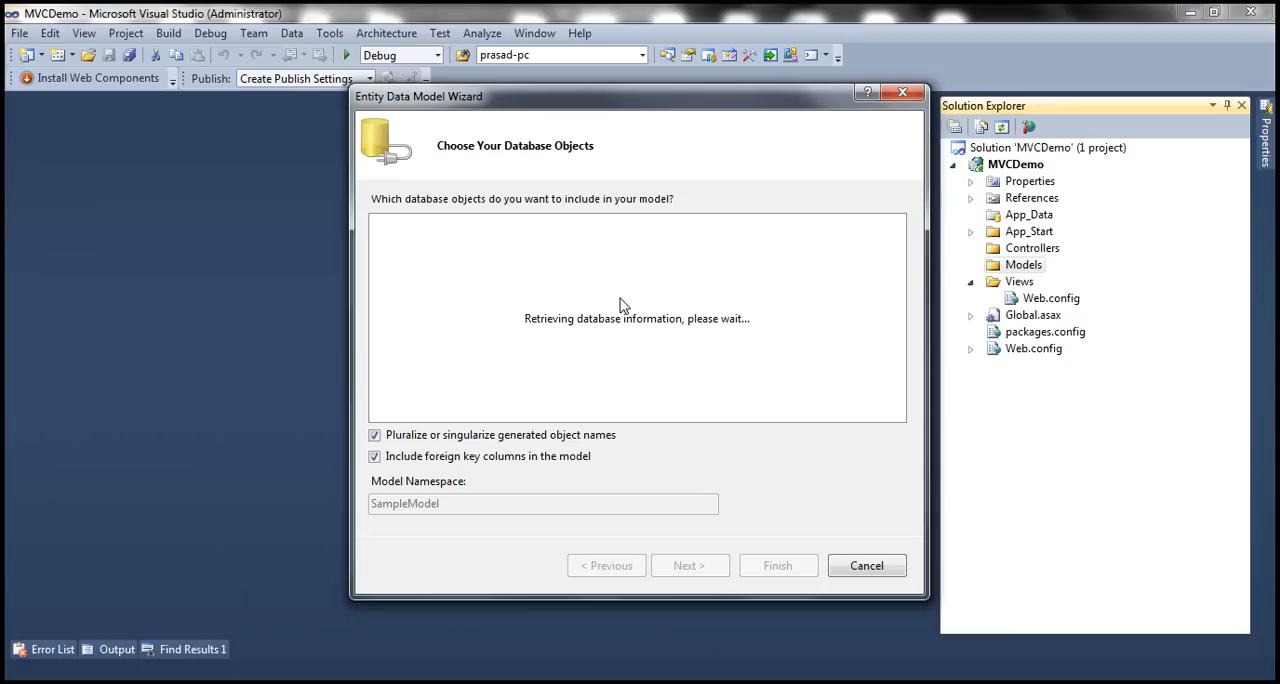 MVCDemo - Microsoft Visual Studio (Administrator)
File Edit View Project Build Debug Team Data Tools Architecture Test Analyze Window Help
Debug prasad-pc
Install Web Components Publish: Create Publish Settings
Entity Data Model Wizard
Choose Your Database Objects
Which database objects do you want to include in your model?
Retrieving database information, please wait...
Pluralize or singularize generated object names
Include foreign key columns in the model
Model Namespace:
SampleModel
< Previous Next > Finish Cancel
Solution Explorer
Solution 'MVCDemo' (1 project)
MVCDemo
Properties
References
App_Data
App_Start
Controllers
Models
Views
Web.config
Global.asax
packages.config
Web.config
Properties
Error List Output Find Results 1